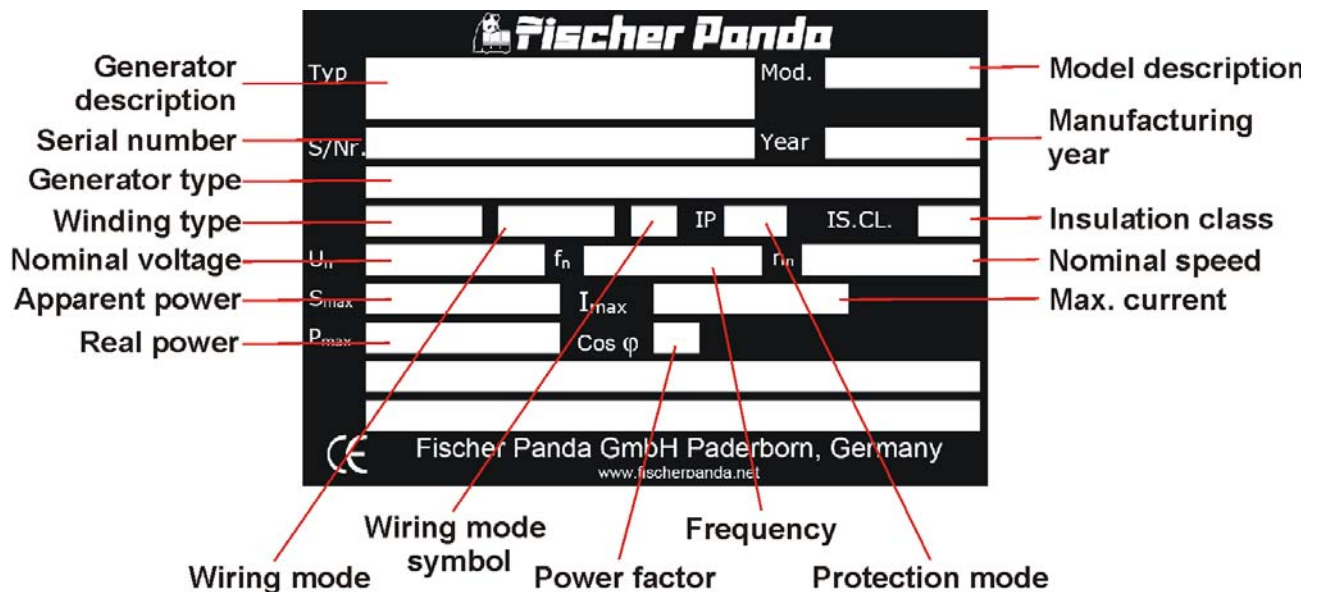 Fischer Panda
Generator
description
Typ
Mod.
Model description
Serial number
S/Nr.
Year
Manufacturing
year
Generator type
Winding type
IP
IS.CL.
Insulation class
Nominal voltage
Un
fn
nn
Nominal speed
Apparent power
Smax
Imax
Max. current
Real power
Pmax
Cos φ
CE
Fischer Panda GmbH Paderborn, Germany
www.fischerpanda.net
Wiring mode
symbol
Frequency
Wiring mode
Power factor
Protection mode